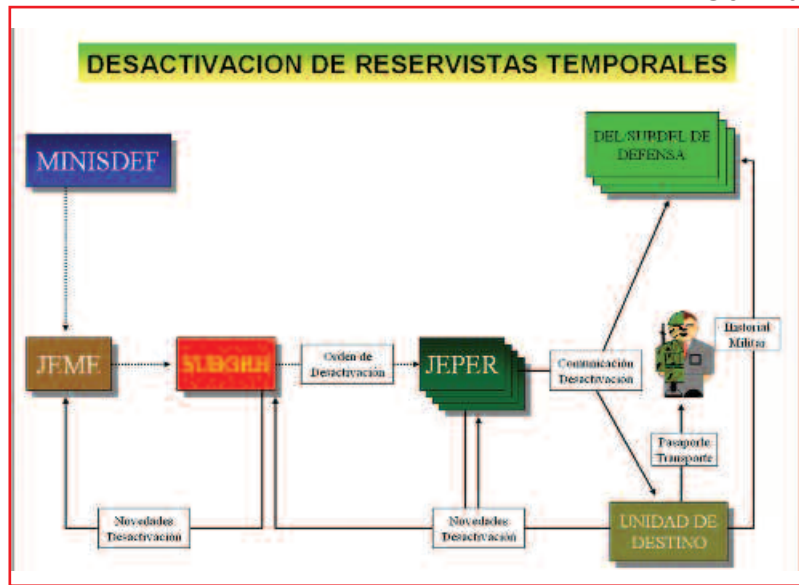 DESACTIVACION DE RESERVISTAS TEMPORALES
DEL/SUBDEL DE
DEFENSA
MINISDEF
Historial
Militar
JEME
Orden de
Desactivación
JEPER
Comunicación
Desactivación
Pasaporte
Transporte
Novedades
Desactivación
Novedades
Desactivación
UNIDAD DE
DESTINO